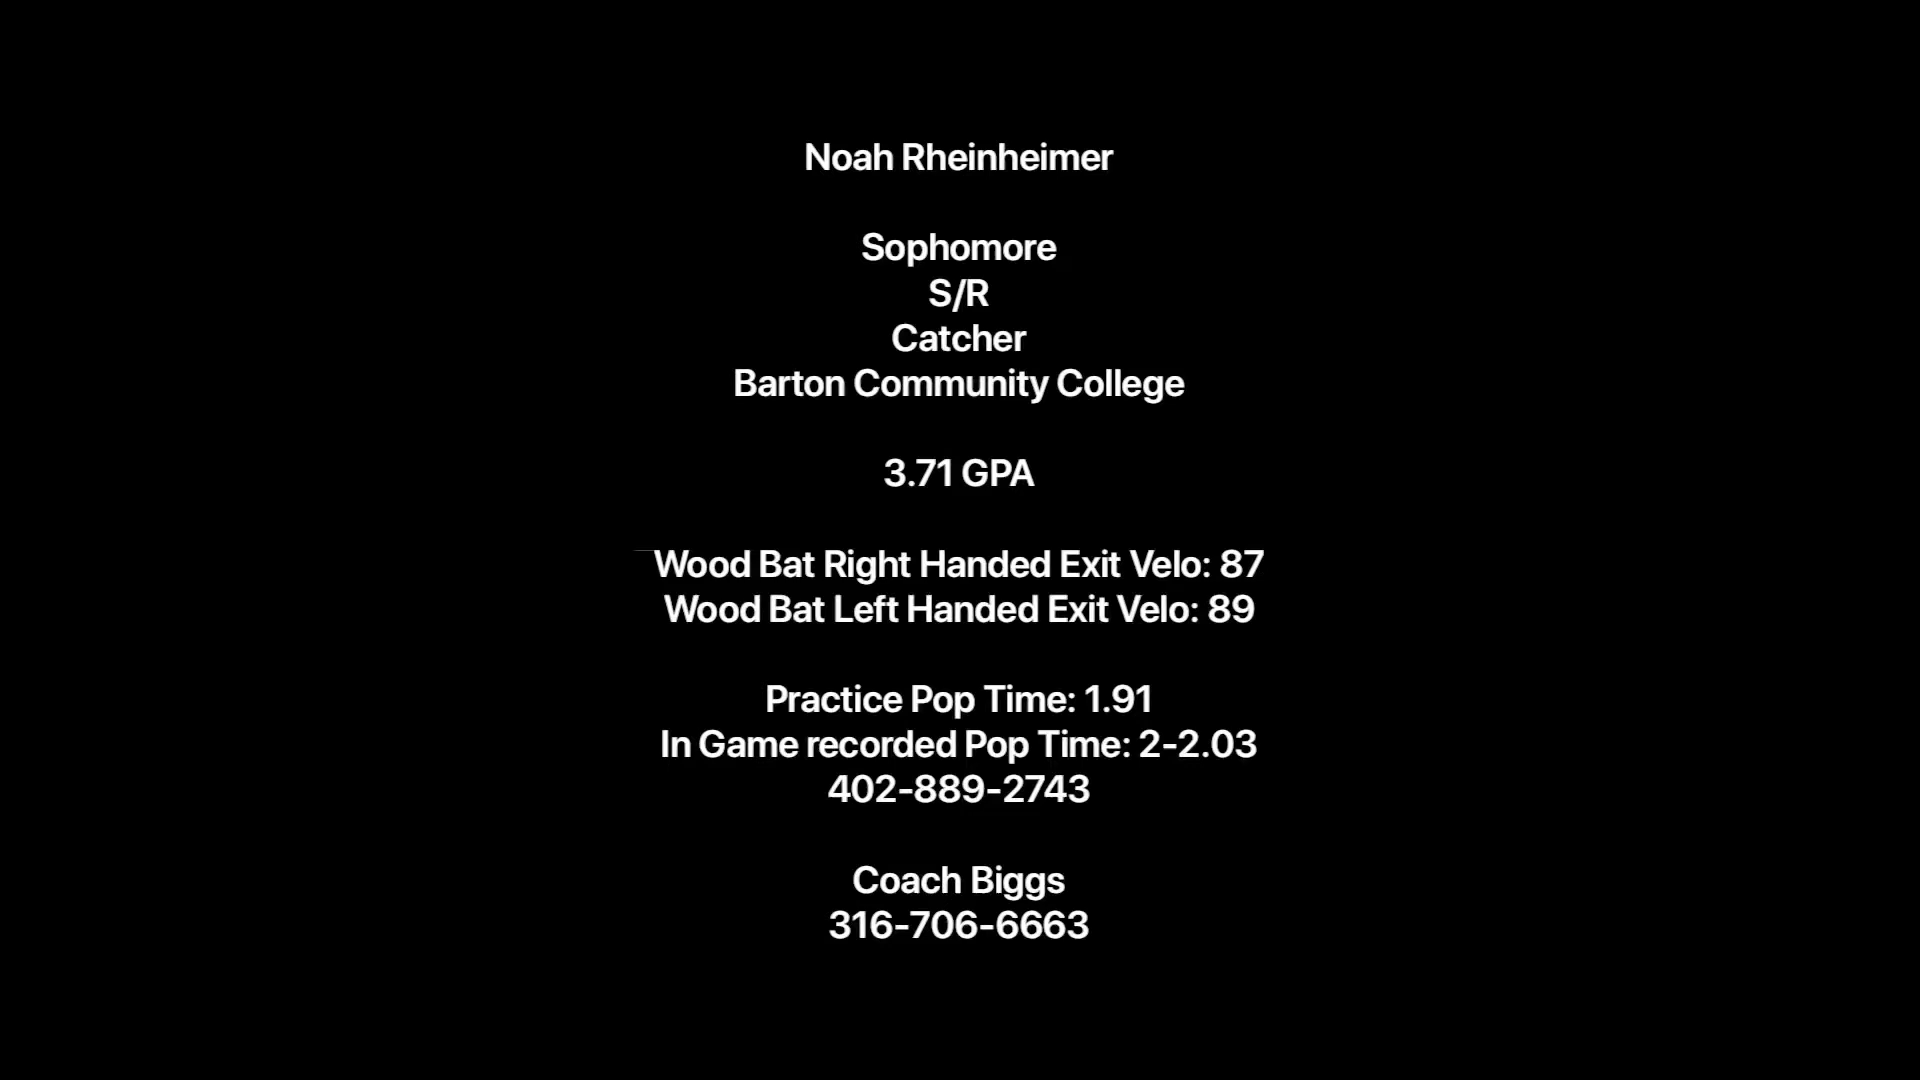 Noah Rheinheimer
Sophomore
S/R
Catcher
Barton Community College
3.71 GPA
Wood Bat Right Handed Exit Velo: 87
Wood Bat Left Handed Exit Velo: 89
Practice Pop Time: 1.91
In Game recorded Pop Time: 2-2.03
402-889-2743
Coach Biggs
316-706-6663